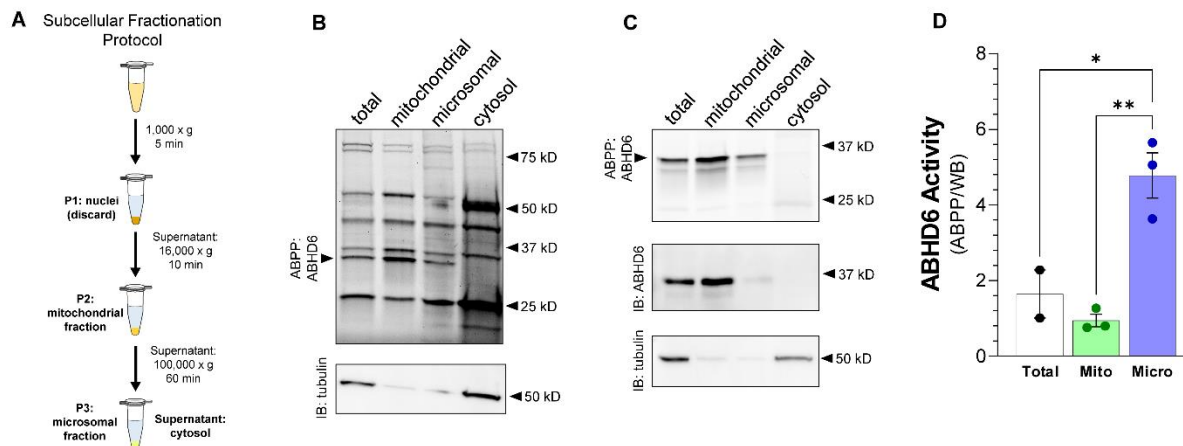 A
Subcellular Fractionation
Protocol
1,000 x g
5 min
P1: nuclei
(discard)
Supernatant:
16,000 x g
10 min
P2:
mitochondrial
fraction
Supernatant:
100,000 x g
60 min
P3:
microsomal
fraction
Supernatant:
cytosol
B
total
mitochondrial
microsomal
cytosol
ABPP:
ABHD6
75 kD
50 kD
37 kD
25 kD
IB: tubulin
50 kD
C
total
mitochondrial
microsomal
cytosol
ABPP:
ABHD6
37 kD
25 kD
IB: ABHD6
37 kD
IB: tubulin
50 kD
D
ABHD6 Activity
(ABPP/WB)
8
6
4
2
0
*
**
Total
Mito
Micro